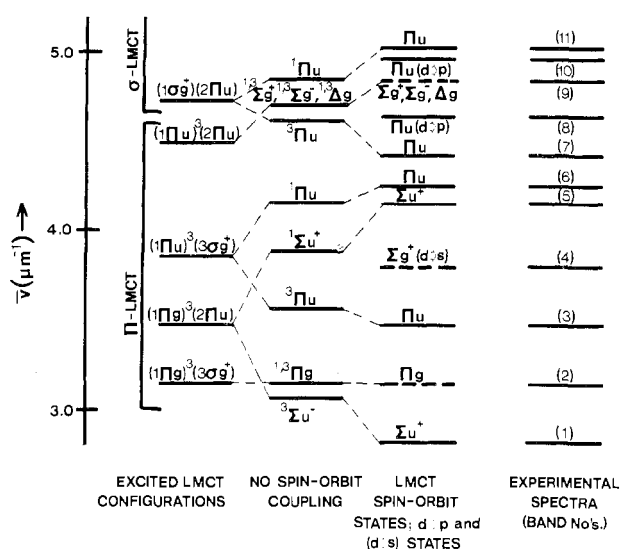 5.0
4.0
3.0
ν̄ (μm⁻¹) →
σ-LMCT
Π-LMCT
(1σg⁺)(2Πu)
(1Πu)³(2Πu)
(1Πu)³(3σg⁺)
(1Πg)³(2Πu)
(1Πg)³(3σg⁺)
¹Πu
¹,³Σg⁺,¹,³Σg⁻,¹,³Δg
³Πu
¹Πu
¹Σu⁺
³Πu
¹,³Πg
³Σu⁻
Πu
Πu(d:p)
Σg⁺,Σg⁻,Δg
Πu(d:p)
Πu
Πu
Σu⁺
Σg⁺(d:s)
Πu
Πg
Σu⁺
(11)
(10)
(9)
(8)
(7)
(6)
(5)
(4)
(3)
(2)
(1)
EXCITED LMCT
CONFIGURATIONS
NO SPIN-ORBIT
COUPLING
LMCT
SPIN-ORBIT
STATES; d:p and
(d:s) STATES
EXPERIMENTAL
SPECTRA
(BAND No's.)